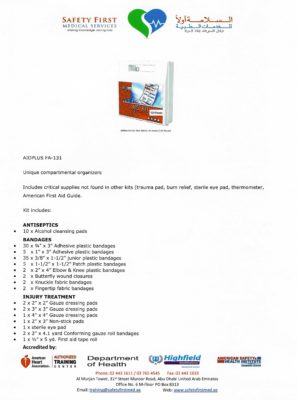 SAFETY FIRST
MEDICAL SERVICES
السلامة أولاً
للخدمات الطبية
AIDPLUS FA-131
Unique compartmental organizers
Includes critical supplies not found in other kits (trauma pad, burn relief, sterile eye pad, thermometer,
American First Aid Guide.
Kit includes:
ANTISEPTICS
• 10 x Alcohol cleansing pads
BANDAGES
• 30 x ¾" x 3" Adhesive plastic bandages
• 5 x 1" x 3" Adhesive plastic bandages
• 35 x 3/8" x 1-1/2" Junior plastic bandages
• 5 x 1-1/2" x 1-1/2" Patch plastic bandages
• 2 x 2" x 4" Elbow & Knee plastic bandages
• 2 x Butterfly wound closures
• 2 x Knuckle fabric bandages
• 2 x Fingertip fabric bandages
INJURY TREATMENT
• 2 x 2" x 2" Gauze dressing pads
• 2 x 3" x 3" Gauze dressing pads
• 1 x 4" x 4" Gauze dressing pads
• 1 x 2" x 3" Non-stick pads
• 1 x sterile eye pad
• 2 x 2" x 4.1 yard Conforming gauze roll bandages
• 1 x ½" x 5 yd. First aid tape roll
Accredited by:
American Heart Association
AUTHORIZED TRAINING CENTER
Department of Health
Highfield
AMERICAN SAFETY & HEALTH INSTITUTE
Phone: 02 443 1611 / 03 762 4545 Fax: 02 443 1033
Al Murjan Tower, 31st Street Muroor Road, Abu Dhabi United Arab Emirates
Office No. 6 M-Floor PO Box 8313
Email: training@safetyfirstmed.ae Web: www.safetyfirstmed.ae